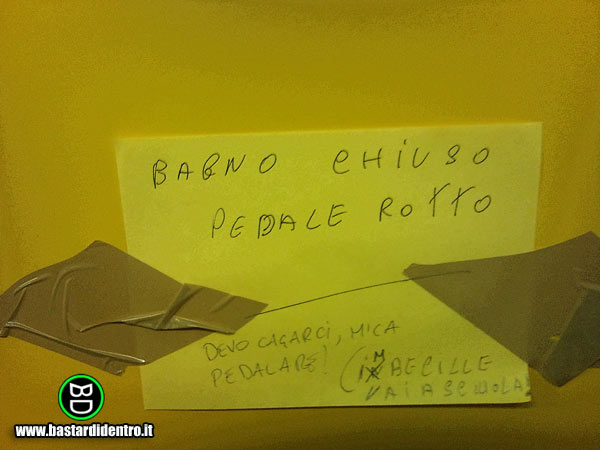 BAGNO CHIUSO
PEDALE ROTTO
DEVO CAGARCI, MICA
PEDALARE!
(IMBECILLE
VAI A SCUOLA
BD
www.bastardidentro.it